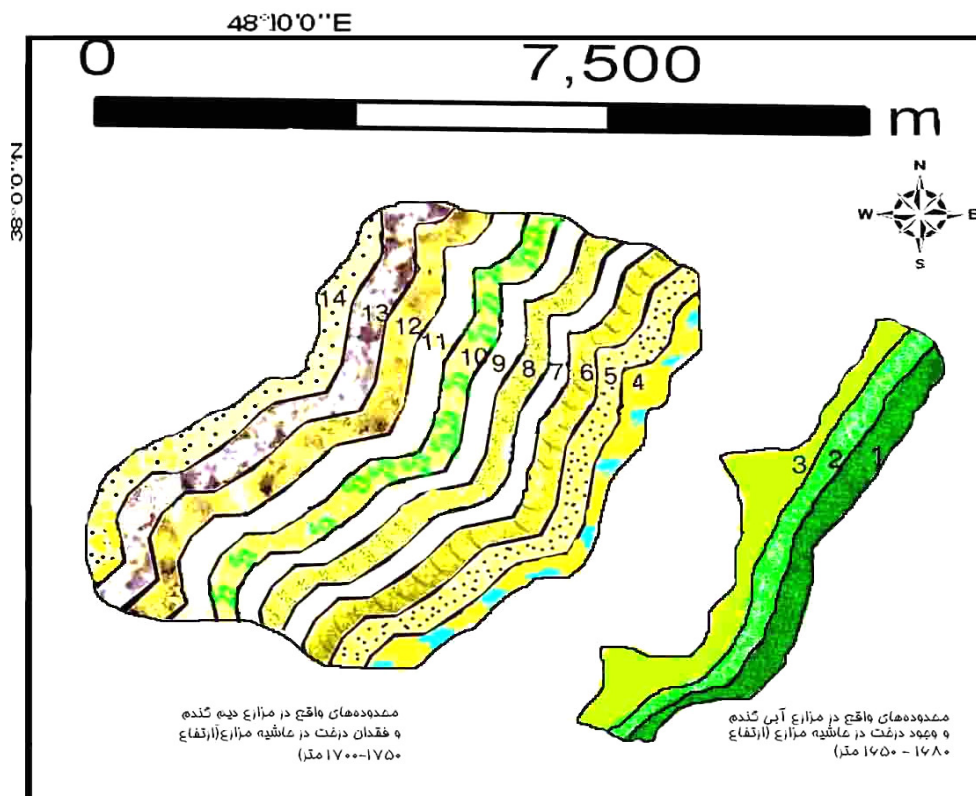 48°10'0"E
0 7,500 m
38°0'0"N
N
W E
S
14 13 12 11 10 9 8 7 6 5 4
3 2 1
محدوده‌های واقع در مزارع دیم گندم
و فقدان درخت در حاشیه مزارع(ارتفاع
۱۷۰۰-۱۷۵۰ متر)
محدوده‌های واقع در مزارع آبی گندم
و وجود درخت در حاشیه مزارع (ارتفاع
۱۶۵۰ - ۱۶۸۰ متر)